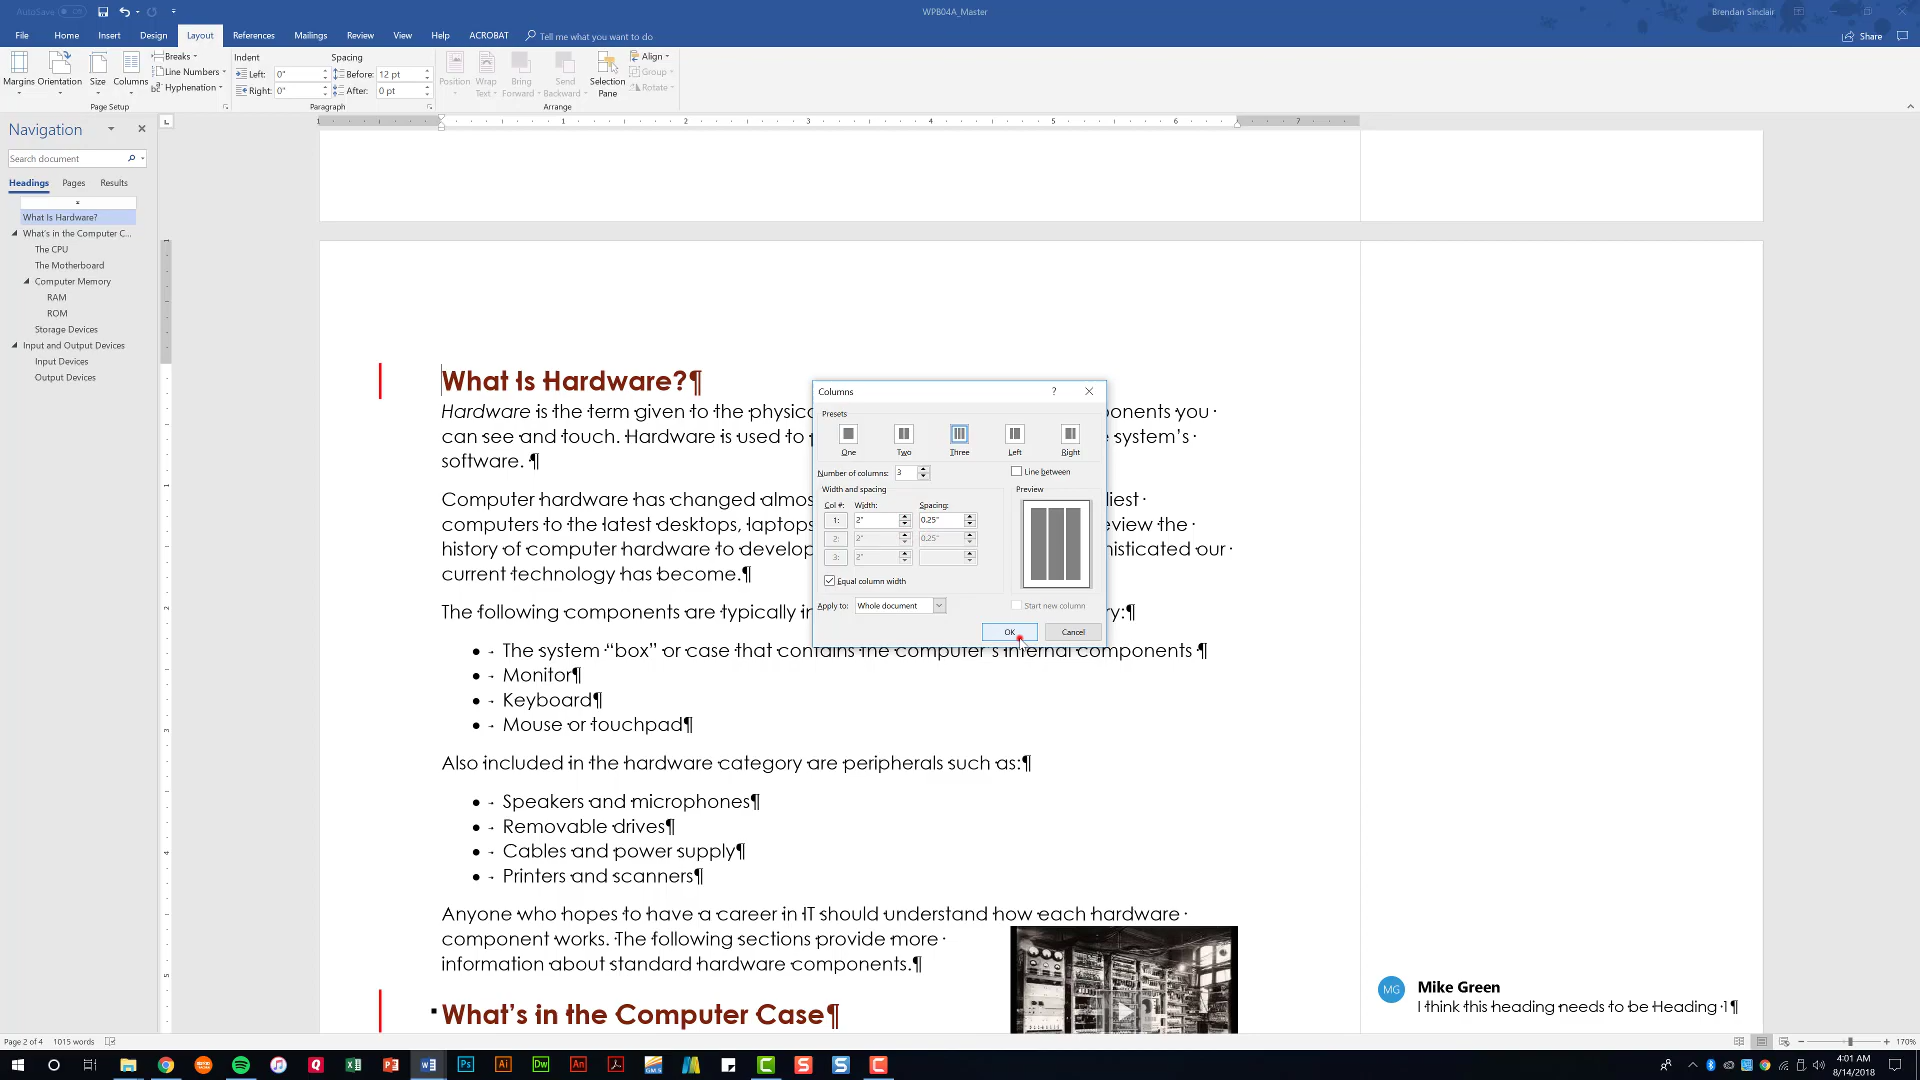 AutoSave Off
WPB04A_Master
Brendan Sinclair
File Home Insert Design Layout References Mailings Review View Help ACROBAT Tell me what you want to do
Share
Margins Orientation Size Columns
Breaks
Line Numbers
Hyphenation
Page Setup
Indent Spacing
Left: 0" Before: 12 pt
Right: 0" After: 0 pt
Paragraph
Position Wrap Text Bring Forward Send Backward Selection Pane
Align
Group
Rotate
Arrange
1 1 2 3 4 5 6 7
Navigation
Search document
Headings Pages Results
What Is Hardware?
What's in the Computer C...
The CPU
The Motherboard
Computer Memory
RAM
ROM
Storage Devices
Input and Output Devices
Input Devices
Output Devices
What Is Hardware?¶
Hardware is the term given to the physic
ponents you
can see and touch. Hardware is used to
system's
software. ¶
Computer hardware has changed almos
liest
computers to the latest desktops, laptops
view the
history of computer hardware to develop
histicated our
current technology has become.¶
The following components are typically in
y:¶
• The system "box" or case that contains the computer's internal components ¶
• Monitor¶
• Keyboard¶
• Mouse or touchpad¶
Also included in the hardware category are peripherals such as:¶
• Speakers and microphones¶
• Removable drives¶
• Cables and power supply¶
• Printers and scanners¶
Anyone who hopes to have a career in IT should understand how each hardware
component works. The following sections provide more
information about standard hardware components.¶
What's in the Computer Case¶
Columns ?
Presets
One Two Three Left Right
Number of columns: 3
Line between
Width and spacing
Preview
Col #: Width: Spacing:
1: 2" 0.25"
2: 2" 0.25"
3: 2"
Equal column width
Apply to: Whole document
Start new column
OK Cancel
MG Mike Green
I think this heading needs to be Heading 1¶
Page 2 of 4 1015 words
170%
4:01 AM
8/14/2018